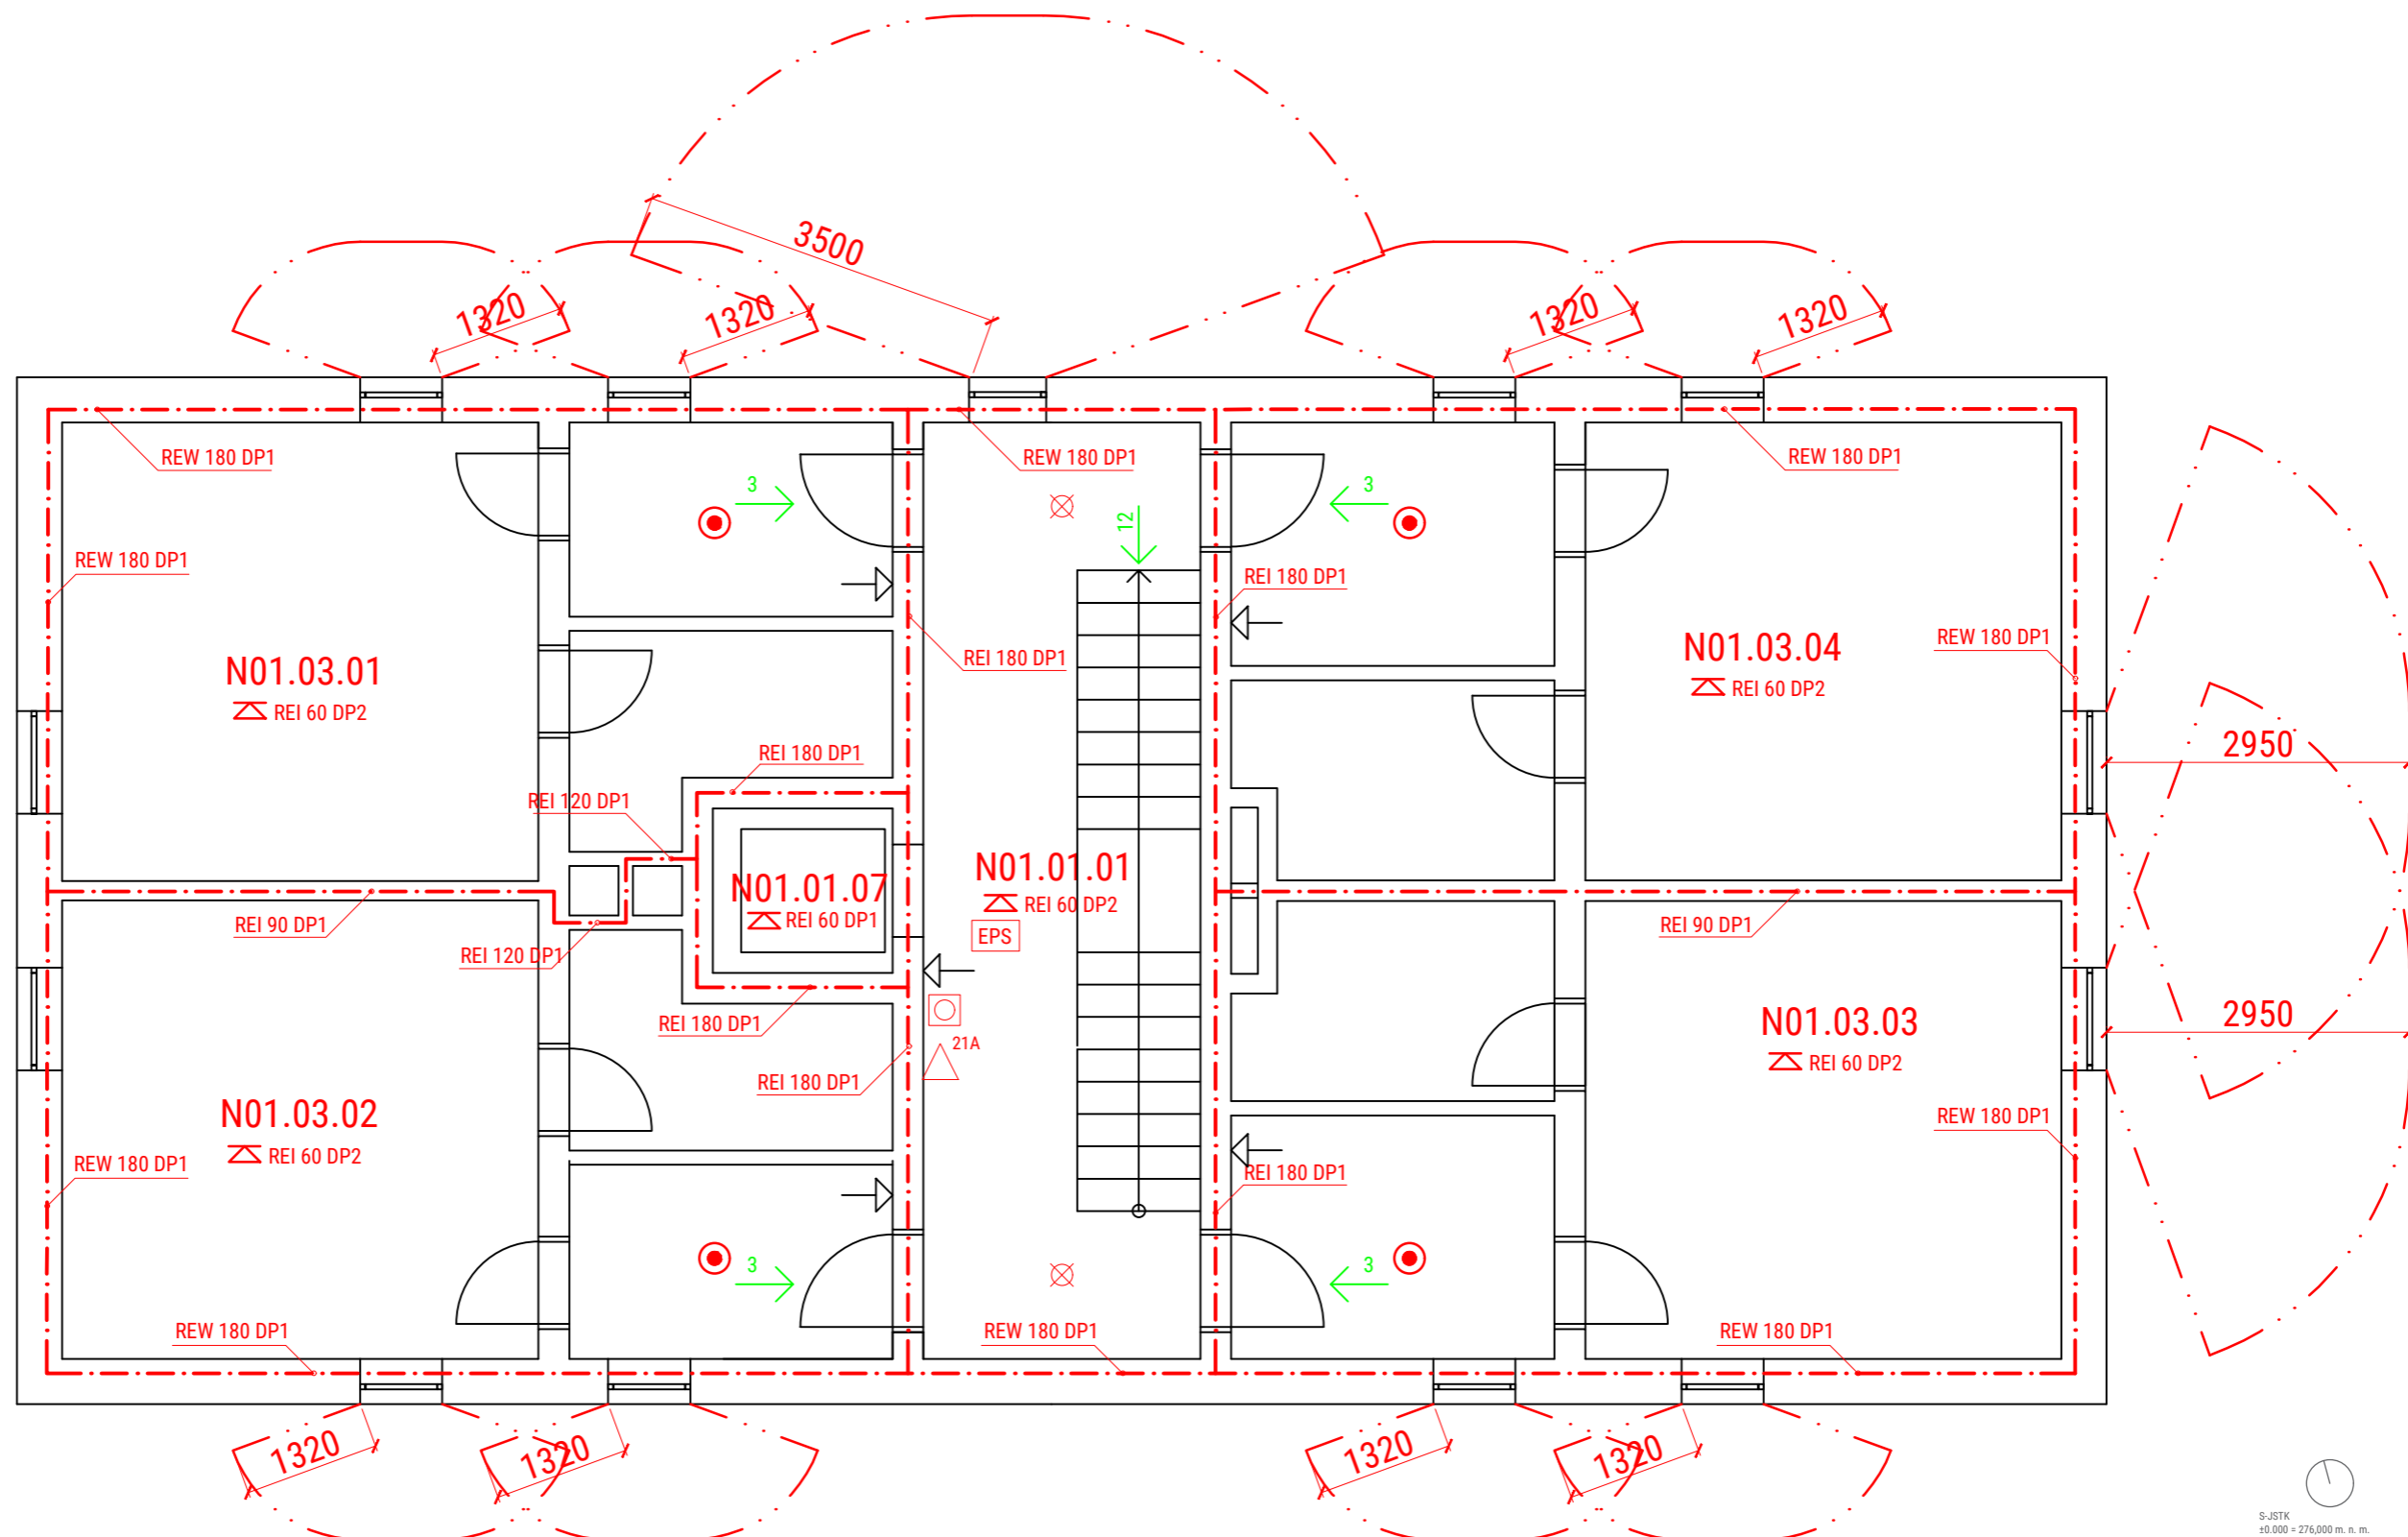 3500
1320
1320
1320
1320
REW 180 DP1
REW 180 DP1
REW 180 DP1
3
3
12
REW 180 DP1
REI 180 DP1
REI 180 DP1
REW 180 DP1
N01.03.01
REI 60 DP2
N01.03.04
REI 60 DP2
REI 180 DP1
2950
REI 120 DP1
N01.01.07
REI 60 DP1
N01.01.01
REI 60 DP2
EPS
REI 90 DP1
REI 90 DP1
REI 120 DP1
REI 180 DP1
21A
N01.03.03
REI 60 DP2
2950
REI 180 DP1
N01.03.02
REI 60 DP2
REW 180 DP1
REI 180 DP1
REW 180 DP1
3
3
REW 180 DP1
REW 180 DP1
REW 180 DP1
1320
1320
1320
1320
S-JSTK
±0.000 = 276,000 m. n. m.